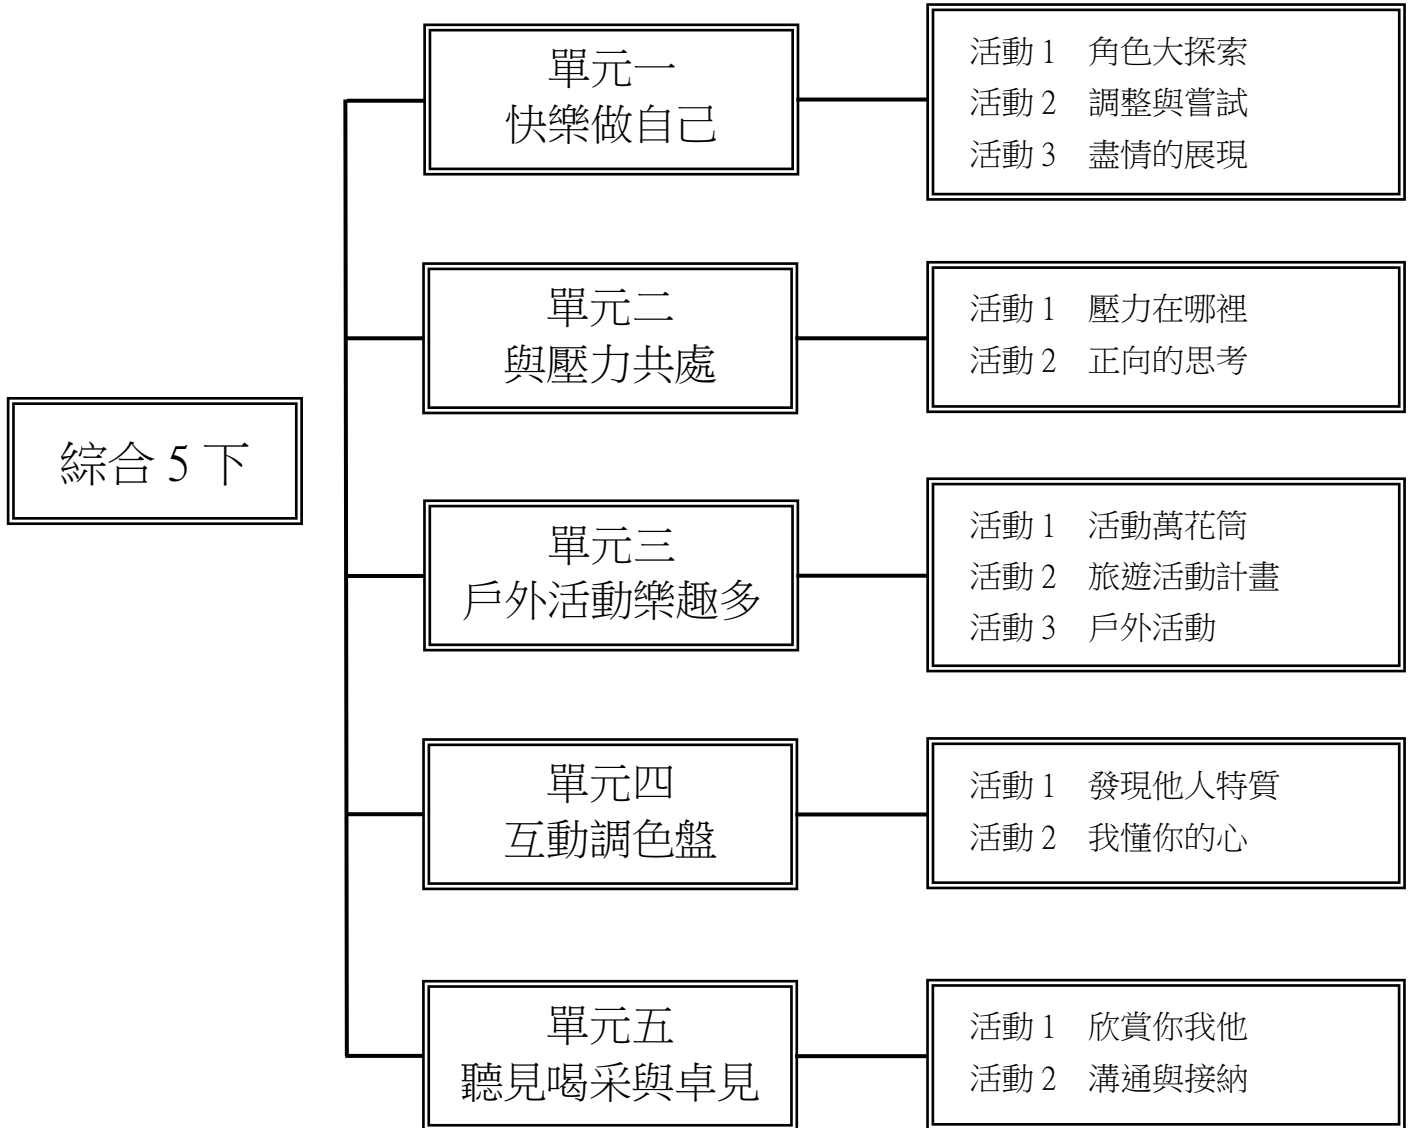 綜合 5 下
單元一
快樂做自己
活動 1　角色大探索
活動 2　調整與嘗試
活動 3　盡情的展現
單元二
與壓力共處
活動 1　壓力在哪裡
活動 2　正向的思考
單元三
戶外活動樂趣多
活動 1　活動萬花筒
活動 2　旅遊活動計畫
活動 3　戶外活動
單元四
互動調色盤
活動 1　發現他人特質
活動 2　我懂你的心
單元五
聽見喝采與卓見
活動 1　欣賞你我他
活動 2　溝通與接納